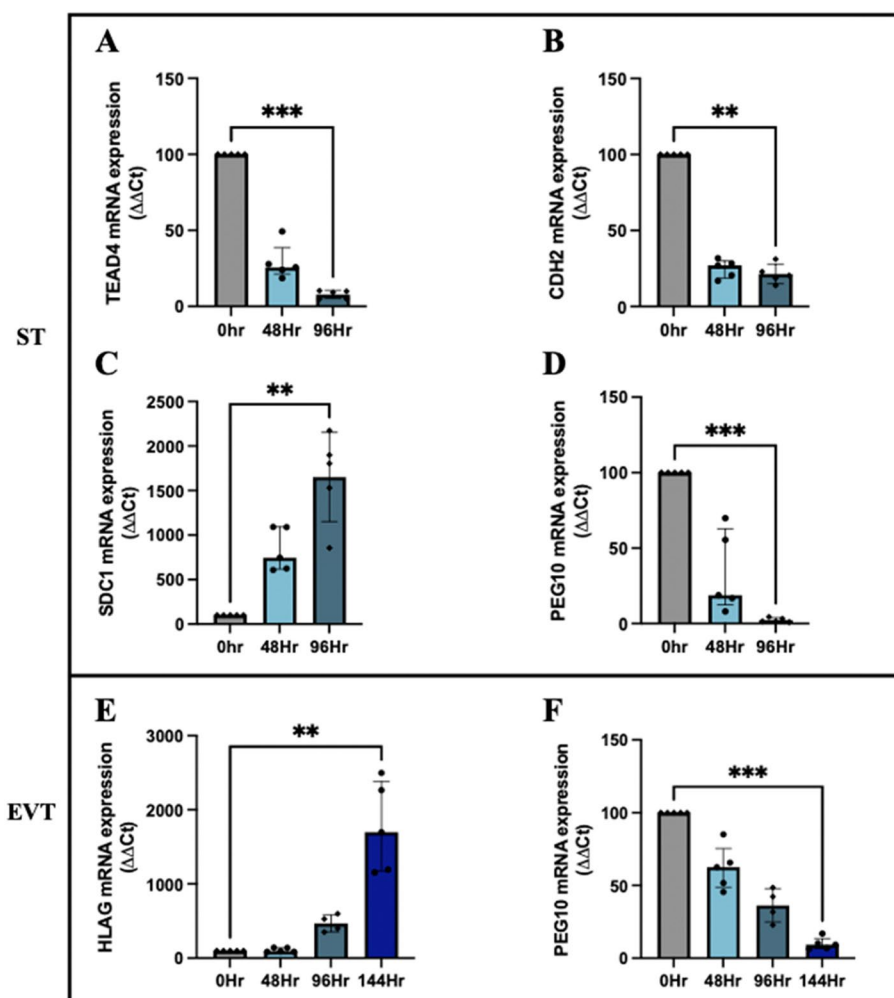 A
TEAD4 mRNA expression
(ΔΔCt)
150
100
50
0
***
0hr 48Hr 96Hr
B
CDH2 mRNA expression
(ΔΔCt)
150
100
50
0
**
0hr 48Hr 96Hr
ST
C
SDC1 mRNA expression
(ΔΔCt)
2500
2000
1500
1000
500
0
**
0hr 48Hr 96Hr
D
PEG10 mRNA expression
(ΔΔCt)
150
100
50
0
***
0hr 48Hr 96Hr
EVT
E
HLAG mRNA expression
(ΔΔCt)
3000
2000
1000
0
**
0Hr 48Hr 96Hr 144Hr
F
PEG10 mRNA expression
(ΔΔCt)
150
100
50
0
***
0Hr 48Hr 96Hr 144Hr